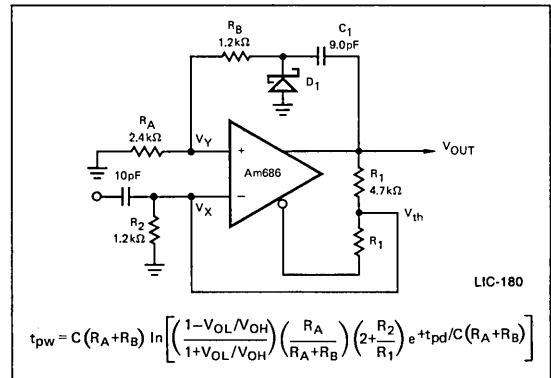 R_B
1.2kΩ
C_1
9.0pF
D_1
R_A
2.4kΩ
V_Y
+
Am686
V_OUT
10pF
V_X
−
R_1
4.7kΩ
V_th
R_2
1.2kΩ
R_1
LIC-180
t_pw = C(R_A+R_B) ln[((1−V_OL/V_OH)/(1+V_OL/V_OH)) (R_A/(R_A+R_B)) (2+R_2/R_1) e^{+t_pd/C(R_A+R_B)}]